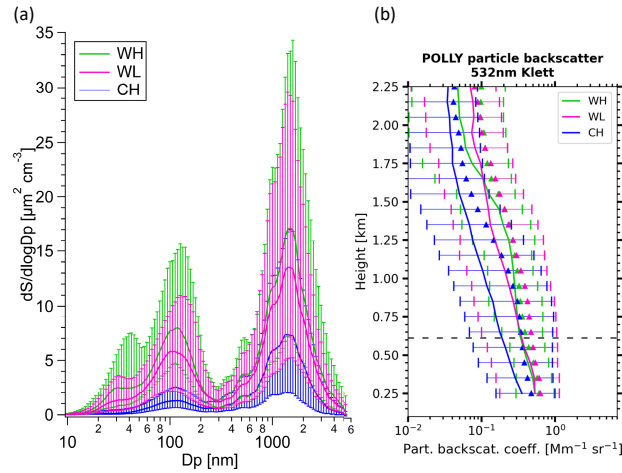 (a)
(b)
35
30
25
20
15
10
5
0
dS/dlogDp [µm² cm⁻³]
WH
WL
CH
10 2 4 6 8 100 2 4 6 8 1000 2 4 6
Dp [nm]
POLLY particle backscatter
532nm Klett
2.25
2.00
1.75
1.50
1.25
1.00
0.75
0.50
0.25
Height [km]
WH
WL
CH
10⁻² 10⁻¹ 10⁰
Part. backscat. coeff. [Mm⁻¹ sr⁻¹]